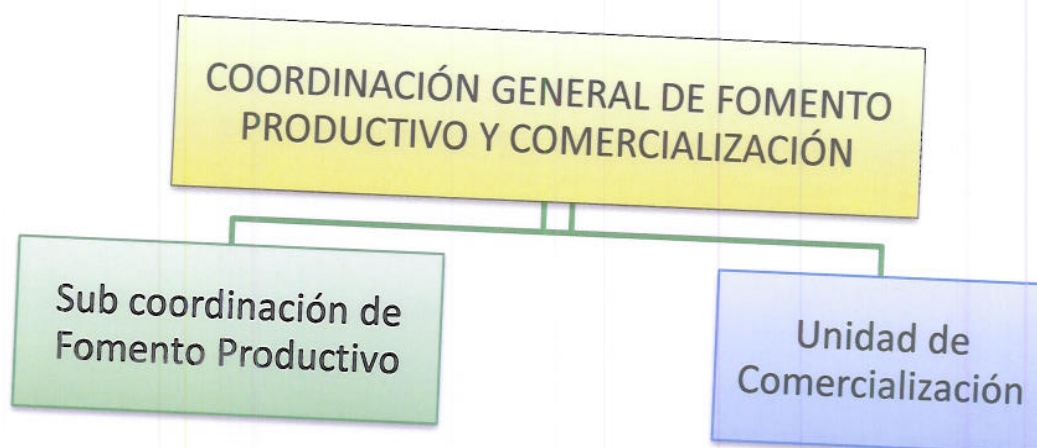 COORDINACIÓN GENERAL DE FOMENTO
PRODUCTIVO Y COMERCIALIZACIÓN
Sub coordinación de
Fomento Productivo
Unidad de
Comercialización